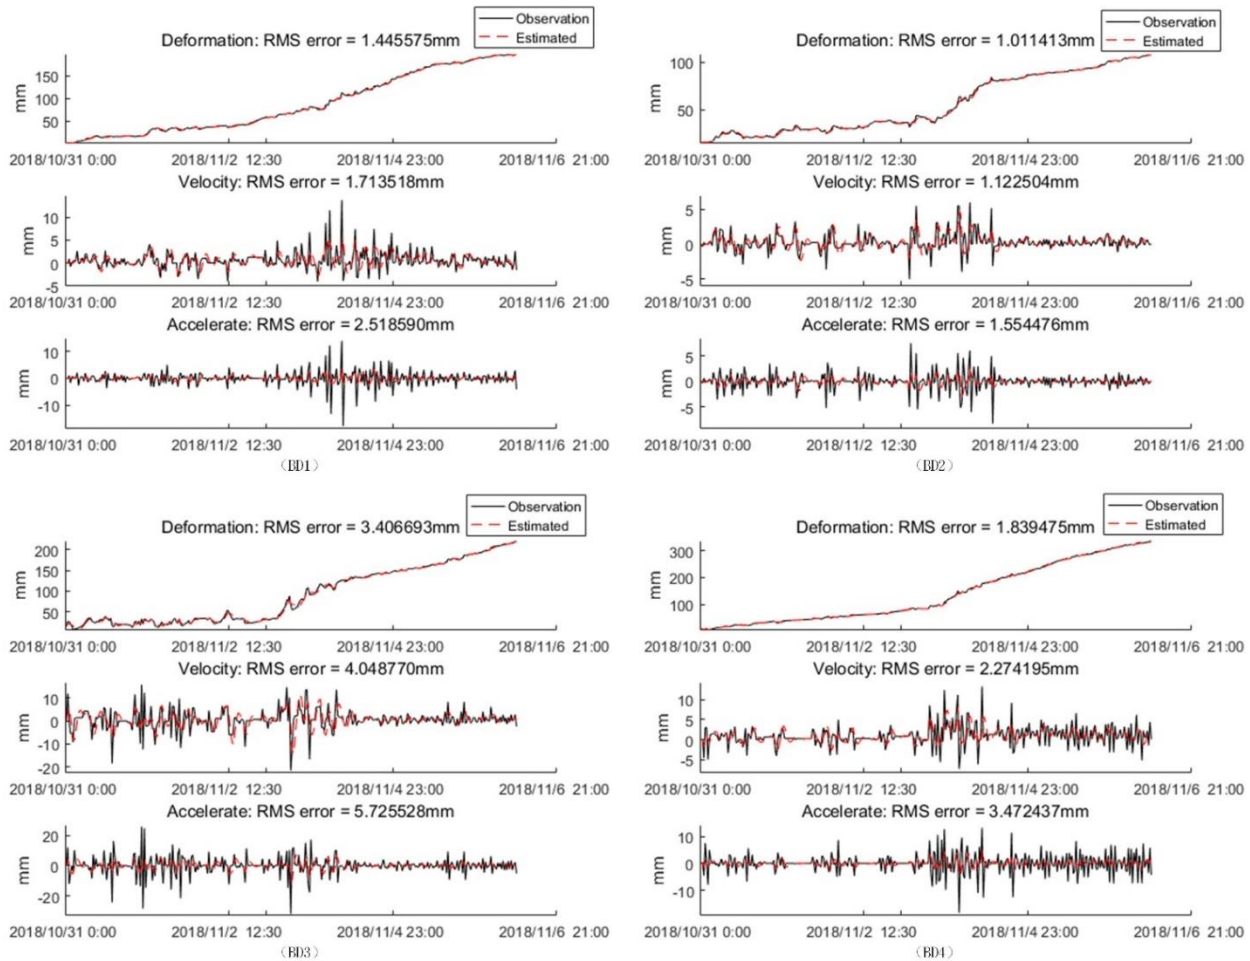 Observation
Estimated
Deformation: RMS error = 1.445575mm
mm
150
100
50
2018/10/31 0:00 2018/11/2 12:30 2018/11/4 23:00 2018/11/6 21:00
Velocity: RMS error = 1.713518mm
mm
10
5
0
-5
2018/10/31 0:00 2018/11/2 12:30 2018/11/4 23:00 2018/11/6 21:00
Accelerate: RMS error = 2.518590mm
mm
10
0
-10
2018/10/31 0:00 2018/11/2 12:30 2018/11/4 23:00 2018/11/6 21:00
(BD1)
Observation
Estimated
Deformation: RMS error = 1.011413mm
mm
100
50
2018/10/31 0:00 2018/11/2 12:30 2018/11/4 23:00 2018/11/6 21:00
Velocity: RMS error = 1.122504mm
mm
5
0
-5
2018/10/31 0:00 2018/11/2 12:30 2018/11/4 23:00 2018/11/6 21:00
Accelerate: RMS error = 1.554476mm
mm
5
0
-5
2018/10/31 0:00 2018/11/2 12:30 2018/11/4 23:00 2018/11/6 21:00
(BD2)
Observation
Estimated
Deformation: RMS error = 3.406693mm
mm
200
150
100
50
2018/10/31 0:00 2018/11/2 12:30 2018/11/4 23:00 2018/11/6 21:00
Velocity: RMS error = 4.048770mm
mm
10
0
-10
-20
2018/10/31 0:00 2018/11/2 12:30 2018/11/4 23:00 2018/11/6 21:00
Accelerate: RMS error = 5.725528mm
mm
20
0
-20
2018/10/31 0:00 2018/11/2 12:30 2018/11/4 23:00 2018/11/6 21:00
(BD3)
Observation
Estimated
Deformation: RMS error = 1.839475mm
mm
300
200
100
2018/10/31 0:00 2018/11/2 12:30 2018/11/4 23:00 2018/11/6 21:00
Velocity: RMS error = 2.274195mm
mm
10
5
0
-5
2018/10/31 0:00 2018/11/2 12:30 2018/11/4 23:00 2018/11/6 21:00
Accelerate: RMS error = 3.472437mm
mm
10
0
-10
2018/10/31 0:00 2018/11/2 12:30 2018/11/4 23:00 2018/11/6 21:00
(BD4)